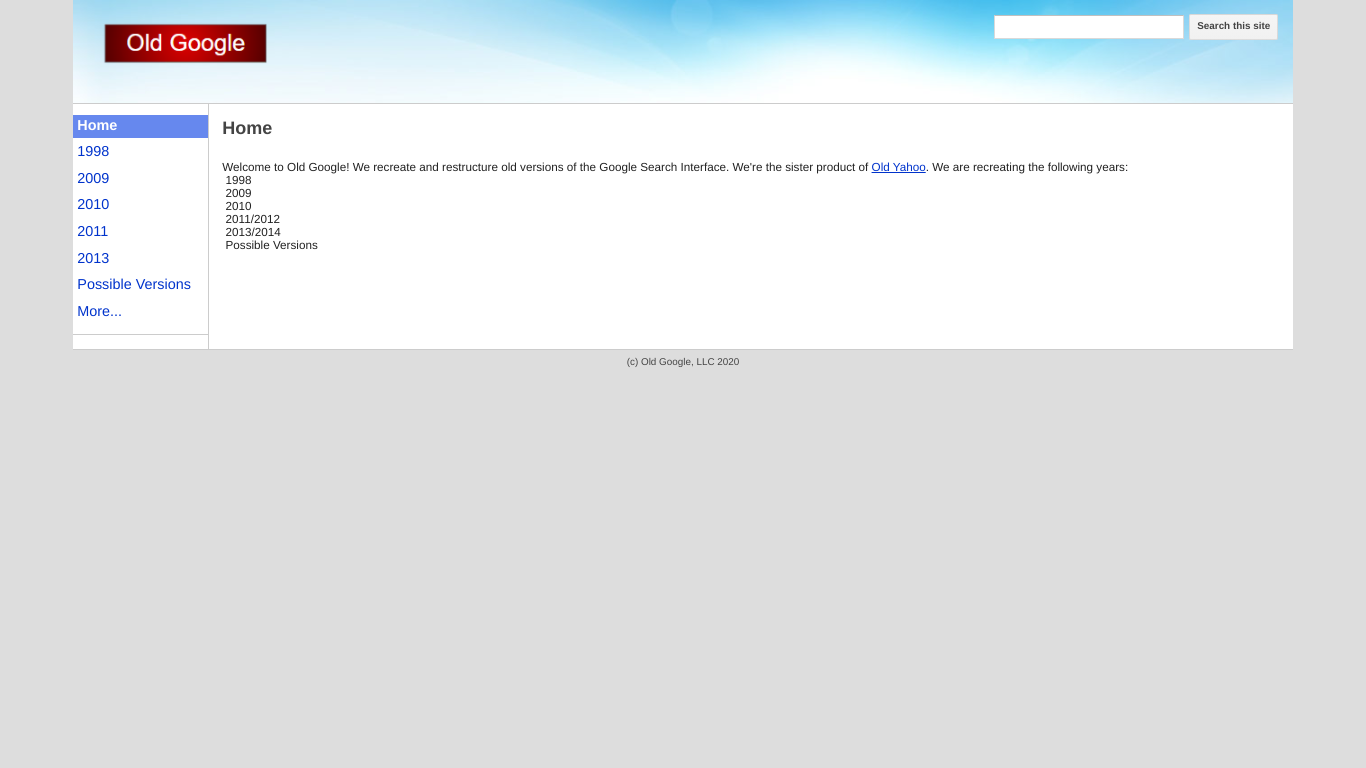 Old Google
Search this site
Home
1998
2009
2010
2011
2013
Possible Versions
More...
Home
Welcome to Old Google! We recreate and restructure old versions of the Google Search Interface. We're the sister product of Old Yahoo. We are recreating the following years:
1998
2009
2010
2011/2012
2013/2014
Possible Versions
(c) Old Google, LLC 2020